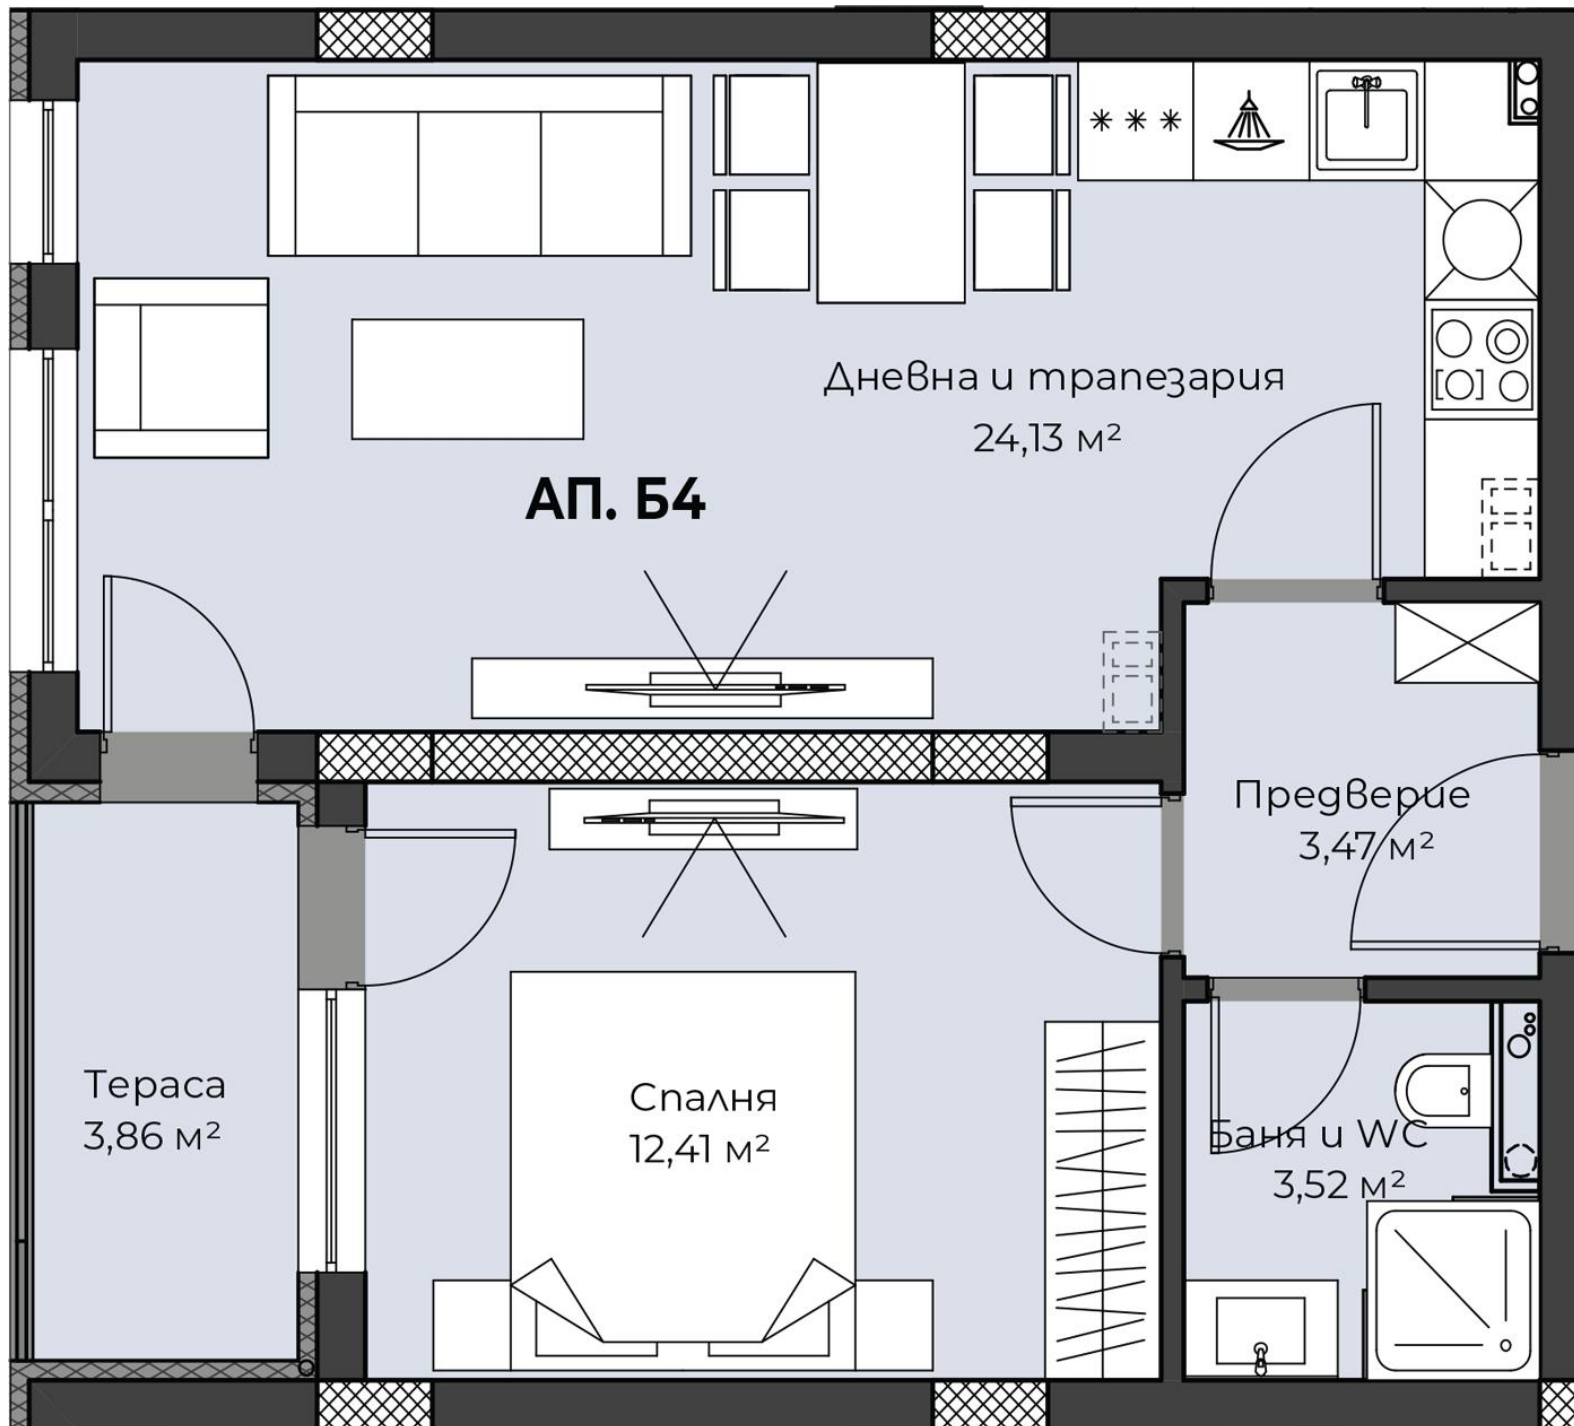 Дневна и трапезария
24,13 м²
АП. Б4
Предверие
3,47 м²
Тераса
3,86 м²
Спалня
12,41 м²
Баня и WC
3,52 м²